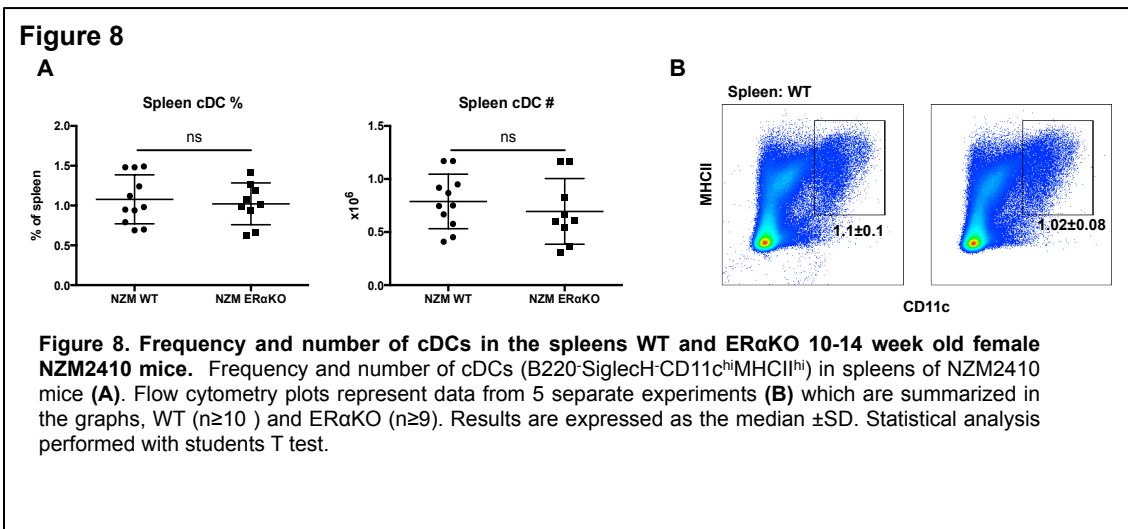 Figure 8
A
B
Spleen cDC %
ns
% of spleen
2.0
1.5
1.0
0.5
0.0
NZM WT
NZM ERαKO
Spleen cDC #
ns
x10⁶
1.5
1.0
0.5
0.0
NZM WT
NZM ERαKO
Spleen: WT
MHCII
1.1±0.1
1.02±0.08
CD11c
Figure 8. Frequency and number of cDCs in the spleens WT and ERαKO 10-14 week old female
NZM2410 mice. Frequency and number of cDCs (B220⁻SiglecH⁻CD11cʰⁱMHCIIʰⁱ) in spleens of NZM2410
mice (A). Flow cytometry plots represent data from 5 separate experiments (B) which are summarized in
the graphs, WT (n≥10 ) and ERαKO (n≥9). Results are expressed as the median ±SD. Statistical analysis
performed with students T test.